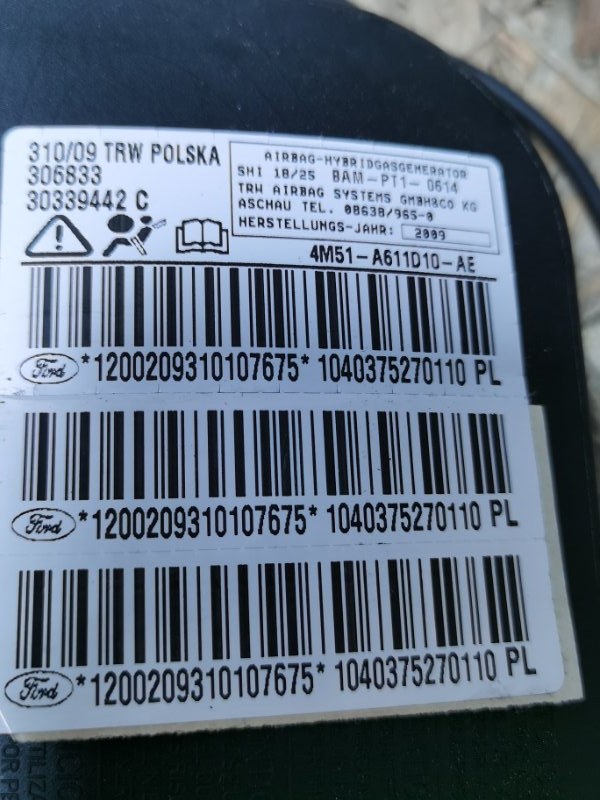 310/09 TRW POLSKA
306833
30339442 C
AIRBAG-HYBRIDGASGENERATOR
SHI 18/25 BAM-PT1-0614
TRW AIRBAG SYSTEMS GMBH&CO KG
ASCHAU TEL. 08638/965-0
HERSTELLUNGS-JAHR: 2009
4M51-A611D10-AE
Ford *1200209310107675* 1040375270110 PL
Ford *1200209310107675* 1040375270110 PL
Ford *1200209310107675* 1040375270110 PL